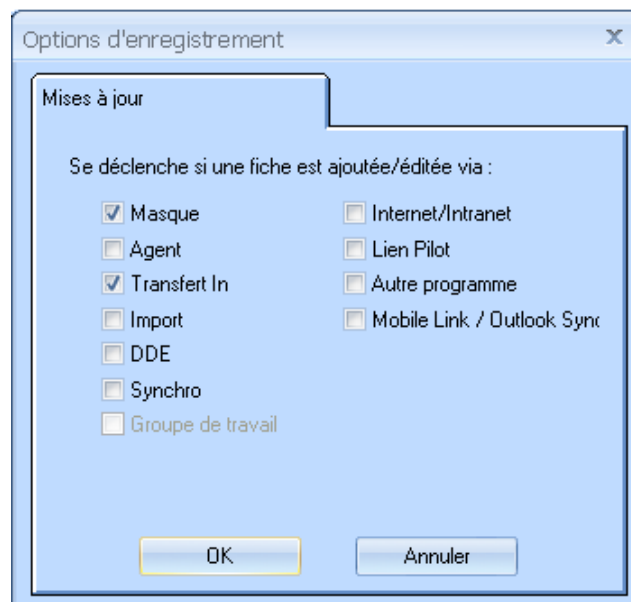 Options d'enregistrement
Mises à jour
Se déclenche si une fiche est ajoutée/éditée via :
Masque
Internet/Intranet
Agent
Lien Pilot
Transfert In
Autre programme
Import
Mobile Link / Outlook Sync
DDE
Synchro
Groupe de travail
OK
Annuler